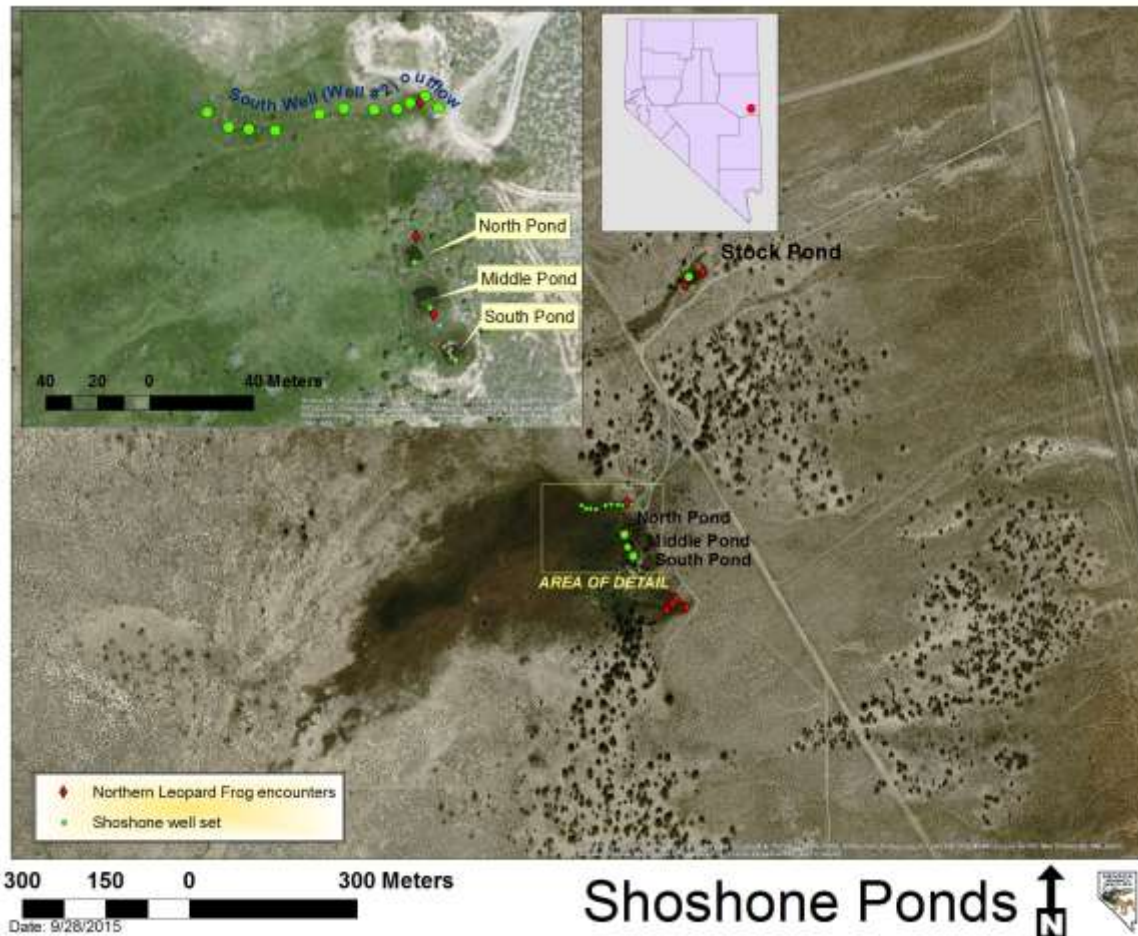 South Well (Well #2) outflow
North Pond
Middle Pond
South Pond
40 20 0 40 Meters
Stock Pond
North Pond
Middle Pond
South Pond
AREA OF DETAIL
Northern Leopard Frog encounters
Shoshone well set
300 150 0 300 Meters
Date: 9/28/2015
Shoshone Ponds
N